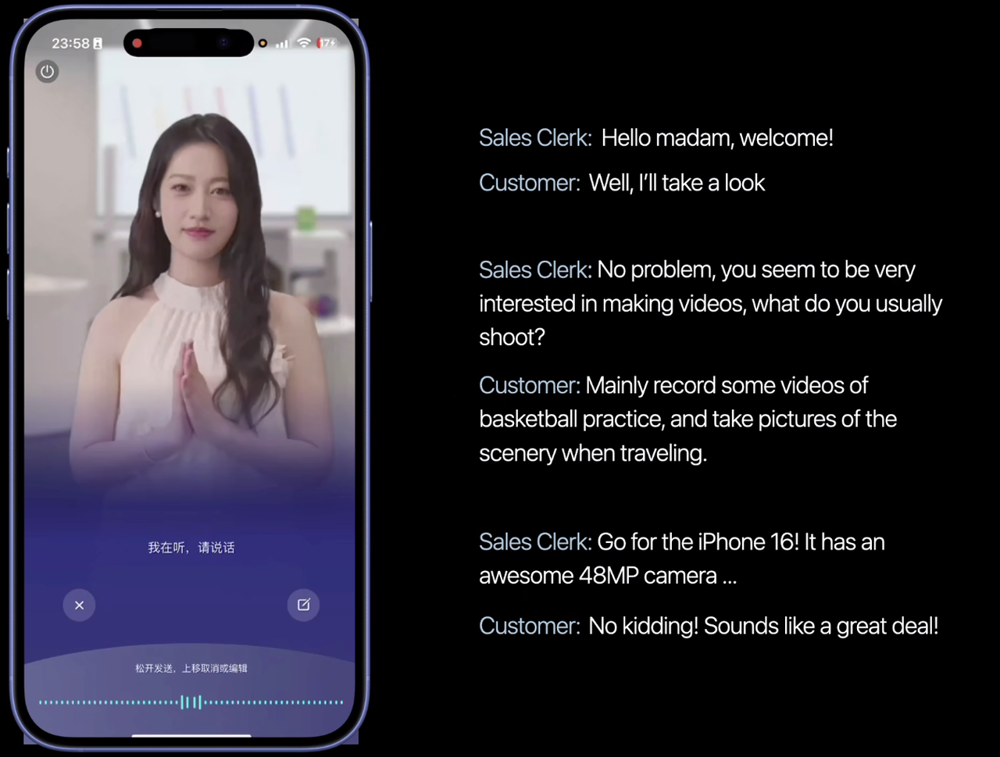 23:58
17
Sales Clerk: Hello madam, welcome!
Customer: Well, I'll take a look
Sales Clerk: No problem, you seem to be very
interested in making videos, what do you usually
shoot?
Customer: Mainly record some videos of
basketball practice, and take pictures of the
scenery when traveling.
Sales Clerk: Go for the iPhone 16! It has an
awesome 48MP camera ...
Customer: No kidding! Sounds like a great deal!
我在听，请说话
松开发送，上移取消或编辑